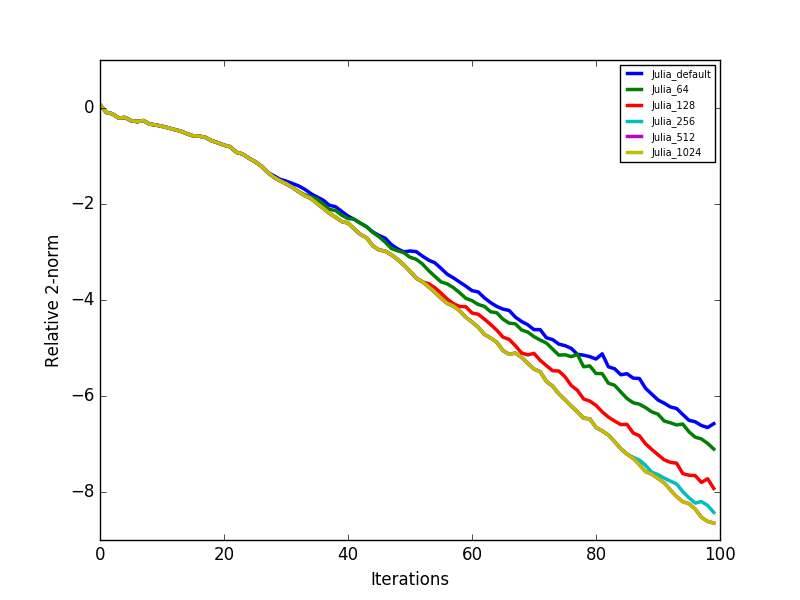 Julia_default
Julia_64
Julia_128
Julia_256
Julia_512
Julia_1024
0
−2
−4
−6
−8
Relative 2-norm
0 20 40 60 80 100
Iterations